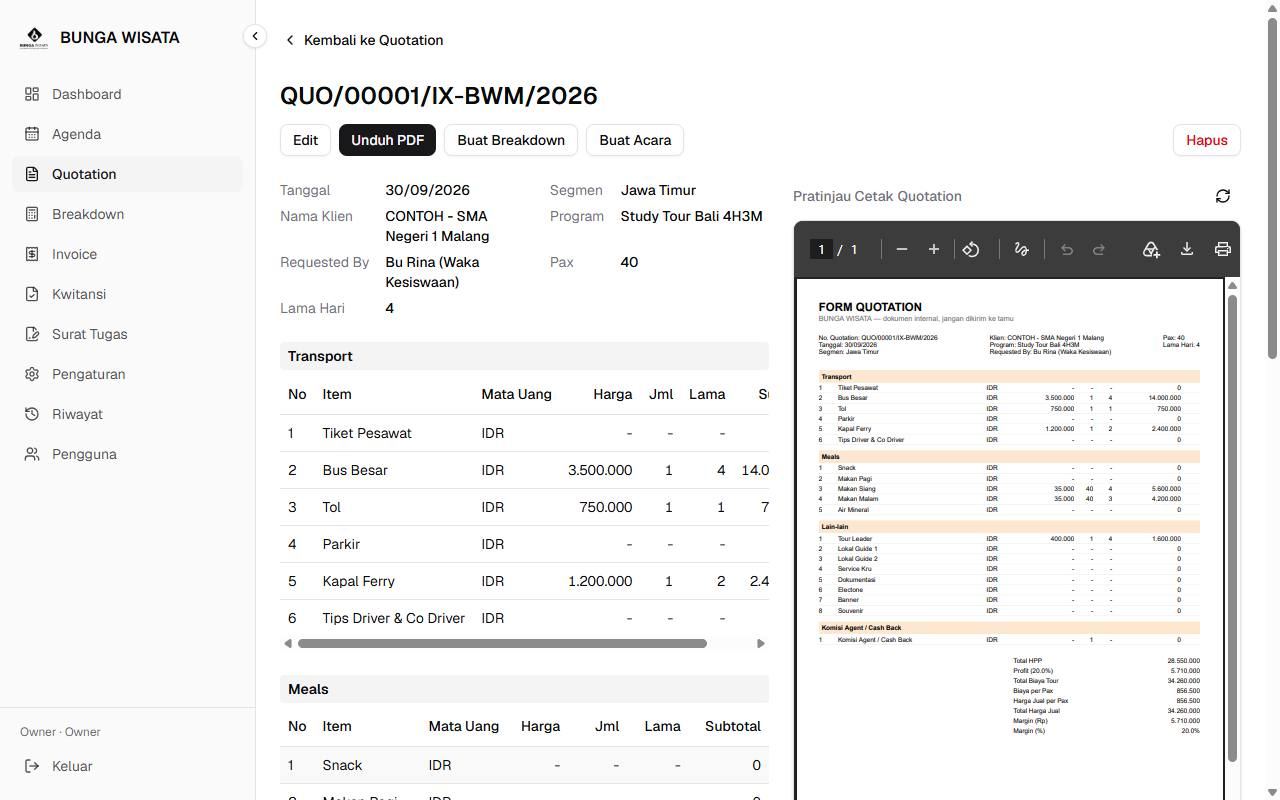 BUNGA WISATA
Dashboard
Agenda
Quotation
Breakdown
Invoice
Kwitansi
Surat Tugas
Pengaturan
Riwayat
Pengguna
Owner · Owner
Keluar
Kembali ke Quotation
QUO/00001/IX-BWM/2026
Edit Unduh PDF Buat Breakdown Buat Acara Hapus
Tanggal 30/09/2026 Segmen Jawa Timur
Nama Klien CONTOH - SMA Negeri 1 Malang Program Study Tour Bali 4H3M
Requested By Bu Rina (Waka Kesiswaan) Pax 40
Lama Hari 4
Transport
No Item Mata Uang Harga Jml Lama
1 Tiket Pesawat IDR - - -
2 Bus Besar IDR 3.500.000 1 4 14.0
3 Tol IDR 750.000 1 1 7
4 Parkir IDR - - -
5 Kapal Ferry IDR 1.200.000 1 2 2.4
6 Tips Driver & Co Driver IDR - - -
Meals
No Item Mata Uang Harga Jml Lama Subtotal
1 Snack IDR - - - 0
Pratinjau Cetak Quotation
1 / 1
FORM QUOTATION
BUNGA WISATA — dokumen internal, jangan dikirim ke tamu
No. Quotation: QUO/00001/IX-BWM/2026 Klien: CONTOH - SMA Negeri 1 Malang Pax: 40
Tanggal: 30/09/2026 Program: Study Tour Bali 4H3M Lama Hari: 4
Segmen: Jawa Timur Requested By: Bu Rina (Waka Kesiswaan)
Transport
1 Tiket Pesawat IDR - - - 0
2 Bus Besar IDR 3.500.000 1 4 14.000.000
3 Tol IDR 750.000 1 1 750.000
4 Parkir IDR - - - 0
5 Kapal Ferry IDR 1.200.000 1 2 2.400.000
6 Tips Driver & Co Driver IDR - - - 0
Meals
1 Snack IDR - - - 0
2 Makan Pagi IDR - - - 0
3 Makan Siang IDR 35.000 40 4 5.600.000
4 Makan Malam IDR 35.000 40 3 4.200.000
5 Air Mineral IDR - - - 0
Lain-lain
1 Tour Leader IDR 400.000 1 4 1.600.000
2 Lokal Guide 1 IDR - - - 0
3 Lokal Guide 2 IDR - - - 0
4 Service Kru IDR - - - 0
5 Dokumentasi IDR - - - 0
6 Electone IDR - - - 0
7 Banner IDR - - - 0
8 Souvenir IDR - - - 0
Komisi Agent / Cash Back
1 Komisi Agent / Cash Back IDR - 1 - 0
Total HPP 28.550.000
Profit (20.0%) 5.710.000
Total Biaya Tour 34.260.000
Biaya per Pax 856.500
Harga Jual per Pax 856.500
Total Harga Jual 34.260.000
Margin (Rp) 5.710.000
Margin (%) 20.0%